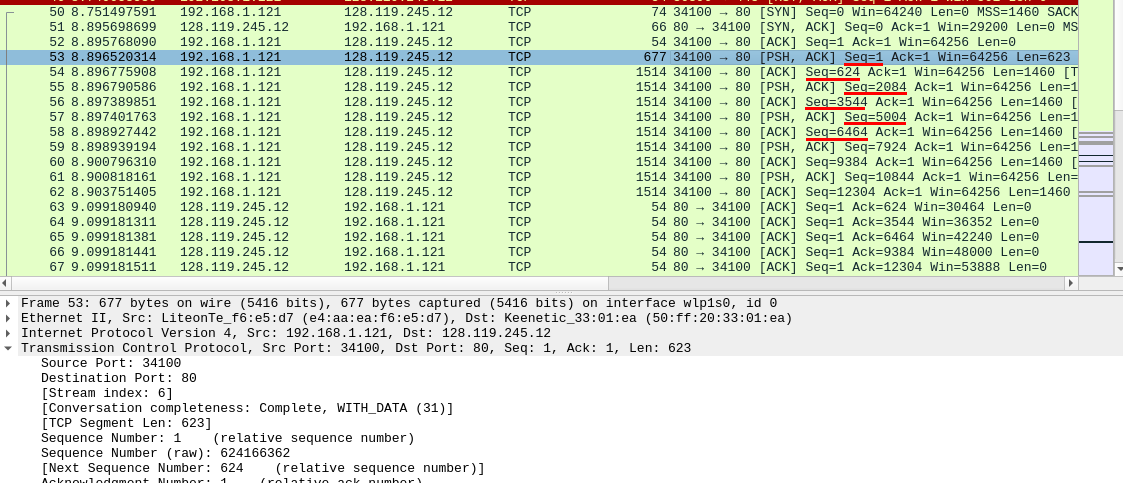 50 8.751497591 192.168.1.121 128.119.245.12 TCP 74 34100 → 80 [SYN] Seq=0 Win=64240 Len=0 MSS=1460 SACK
51 8.895698699 128.119.245.12 192.168.1.121 TCP 66 80 → 34100 [SYN, ACK] Seq=0 Ack=1 Win=29200 Len=0 MS
52 8.895768090 192.168.1.121 128.119.245.12 TCP 54 34100 → 80 [ACK] Seq=1 Ack=1 Win=64256 Len=0
53 8.896520314 192.168.1.121 128.119.245.12 TCP 677 34100 → 80 [PSH, ACK] Seq=1 Ack=1 Win=64256 Len=623
54 8.896775908 192.168.1.121 128.119.245.12 TCP 1514 34100 → 80 [ACK] Seq=624 Ack=1 Win=64256 Len=1460 [T
55 8.896790586 192.168.1.121 128.119.245.12 TCP 1514 34100 → 80 [PSH, ACK] Seq=2084 Ack=1 Win=64256 Len=1
56 8.897389851 192.168.1.121 128.119.245.12 TCP 1514 34100 → 80 [ACK] Seq=3544 Ack=1 Win=64256 Len=1460 [
57 8.897401763 192.168.1.121 128.119.245.12 TCP 1514 34100 → 80 [PSH, ACK] Seq=5004 Ack=1 Win=64256 Len=1
58 8.898927442 192.168.1.121 128.119.245.12 TCP 1514 34100 → 80 [ACK] Seq=6464 Ack=1 Win=64256 Len=1460 [
59 8.898939194 192.168.1.121 128.119.245.12 TCP 1514 34100 → 80 [PSH, ACK] Seq=7924 Ack=1 Win=64256 Len=1
60 8.900796310 192.168.1.121 128.119.245.12 TCP 1514 34100 → 80 [ACK] Seq=9384 Ack=1 Win=64256 Len=1460 [
61 8.900818161 192.168.1.121 128.119.245.12 TCP 1514 34100 → 80 [PSH, ACK] Seq=10844 Ack=1 Win=64256 Len=
62 8.903751405 192.168.1.121 128.119.245.12 TCP 1514 34100 → 80 [ACK] Seq=12304 Ack=1 Win=64256 Len=1460
63 9.099180940 128.119.245.12 192.168.1.121 TCP 54 80 → 34100 [ACK] Seq=1 Ack=624 Win=30464 Len=0
64 9.099181311 128.119.245.12 192.168.1.121 TCP 54 80 → 34100 [ACK] Seq=1 Ack=3544 Win=36352 Len=0
65 9.099181381 128.119.245.12 192.168.1.121 TCP 54 80 → 34100 [ACK] Seq=1 Ack=6464 Win=42240 Len=0
66 9.099181441 128.119.245.12 192.168.1.121 TCP 54 80 → 34100 [ACK] Seq=1 Ack=9384 Win=48000 Len=0
67 9.099181511 128.119.245.12 192.168.1.121 TCP 54 80 → 34100 [ACK] Seq=1 Ack=12304 Win=53888 Len=0
Frame 53: 677 bytes on wire (5416 bits), 677 bytes captured (5416 bits) on interface wlp1s0, id 0
Ethernet II, Src: LiteonTe_f6:e5:d7 (e4:aa:ea:f6:e5:d7), Dst: Keenetic_33:01:ea (50:ff:20:33:01:ea)
Internet Protocol Version 4, Src: 192.168.1.121, Dst: 128.119.245.12
Transmission Control Protocol, Src Port: 34100, Dst Port: 80, Seq: 1, Ack: 1, Len: 623
Source Port: 34100
Destination Port: 80
[Stream index: 6]
[Conversation completeness: Complete, WITH_DATA (31)]
[TCP Segment Len: 623]
Sequence Number: 1 (relative sequence number)
Sequence Number (raw): 624166362
[Next Sequence Number: 624 (relative sequence number)]
Acknowledgment Number: 1 (relative ack number)